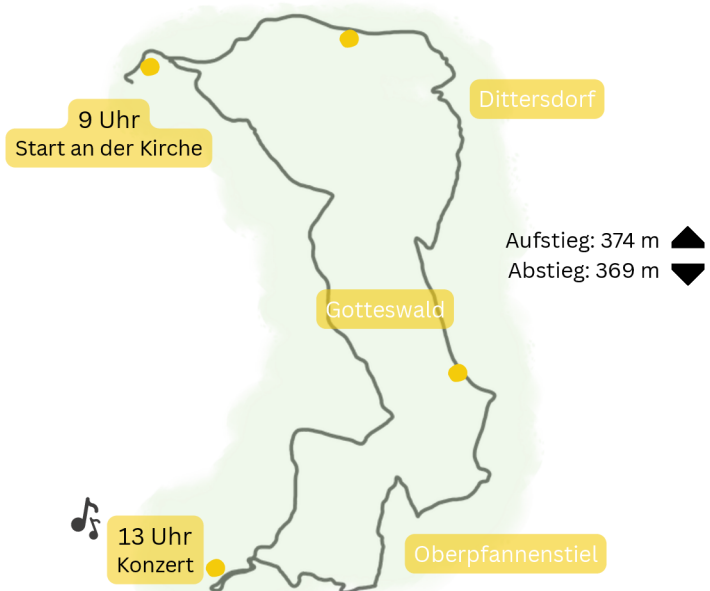 Dittersdorf
9 Uhr
Start an der Kirche
Aufstieg: 374 m
Abstieg: 369 m
Gotteswald
13 Uhr
Konzert
Oberpfannenstiel